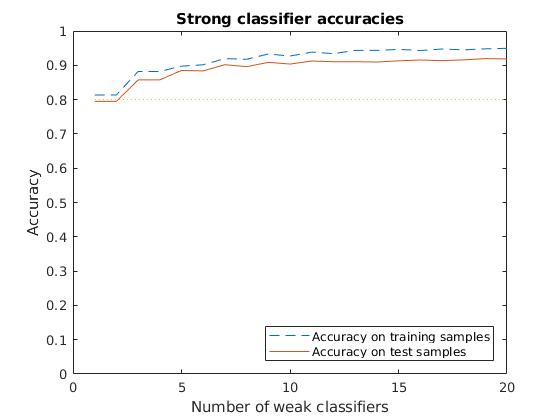 Strong classifier accuracies
1
0.9
0.8
0.7
0.6
0.5
0.4
0.3
0.2
0.1
0
Accuracy
Accuracy on training samples
Accuracy on test samples
0 5 10 15 20
Number of weak classifiers